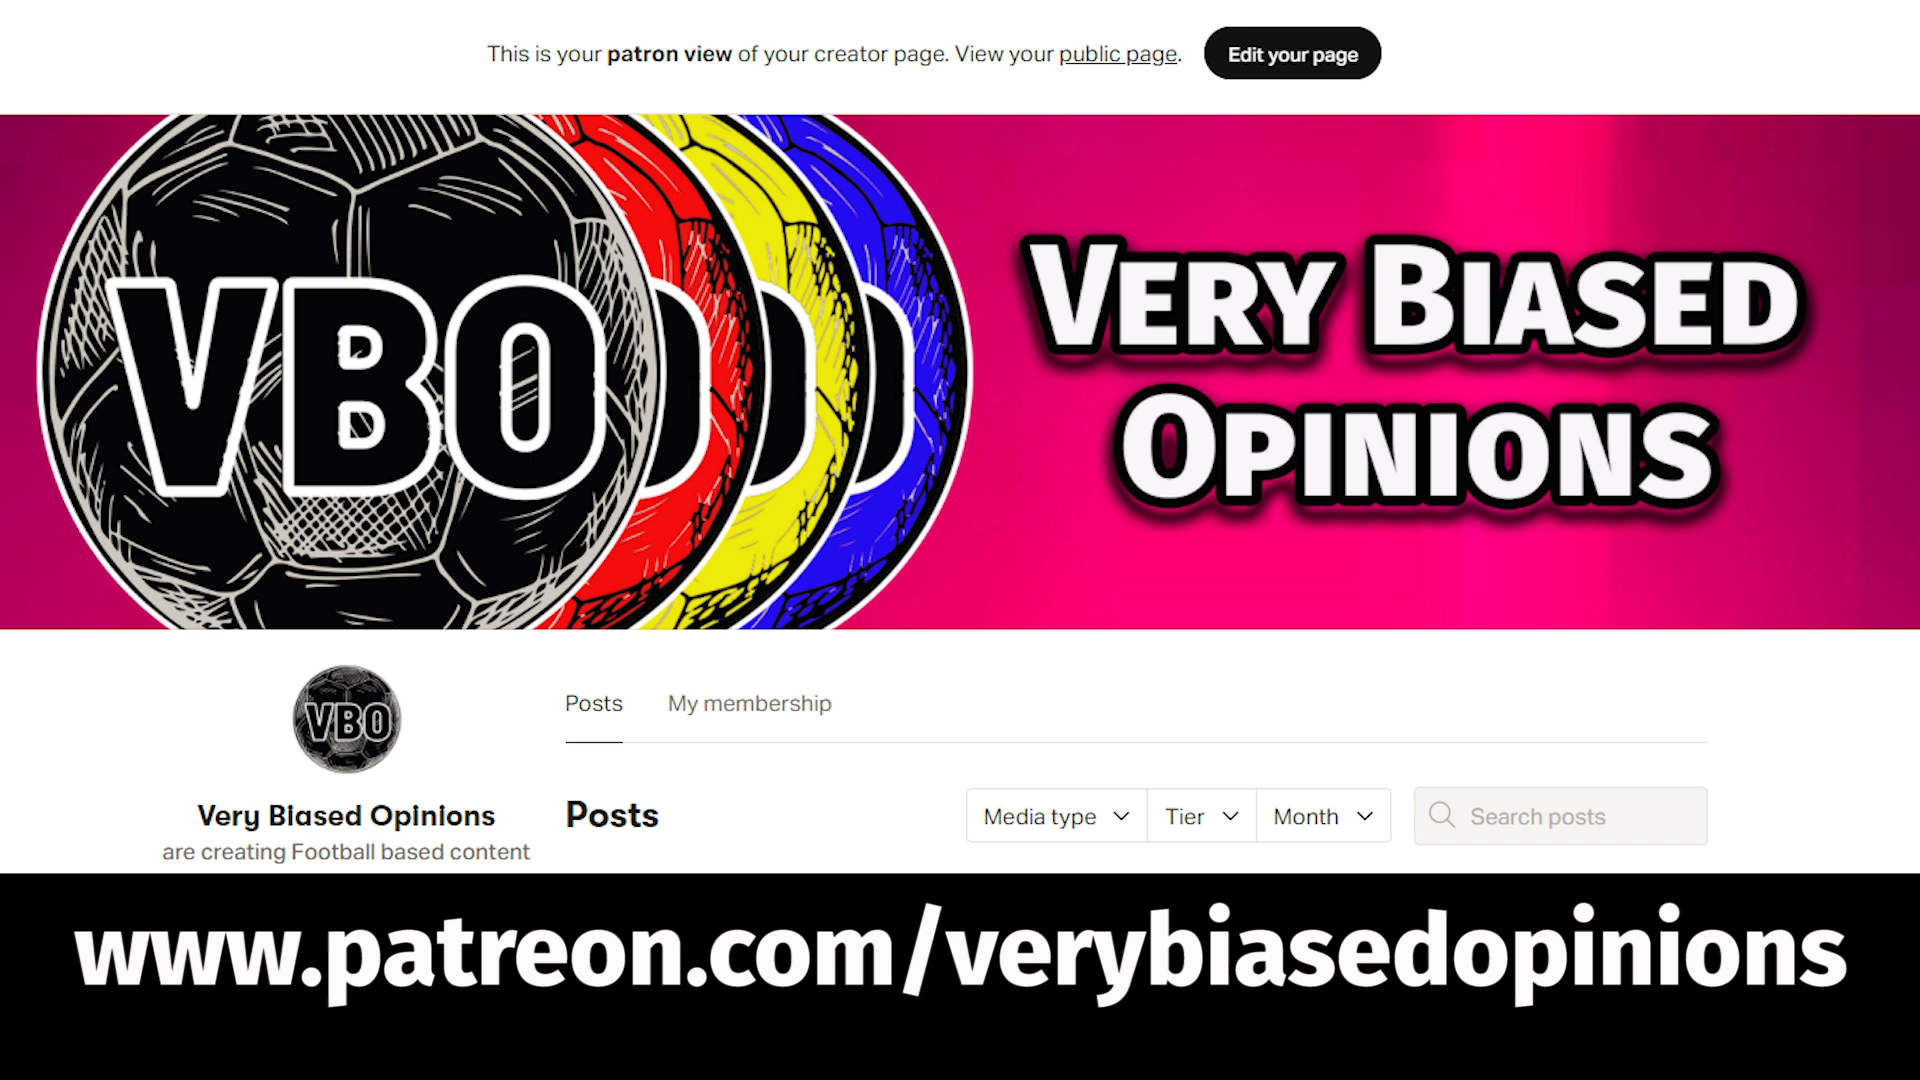 This is your patron view of your creator page. View your public page.
Edit your page
VBO
VERY BIASED
OPINIONS
VBO
Posts
My membership
Very Biased Opinions
are creating Football based content
Posts
Media type
Tier
Month
Search posts
www.patreon.com/verybiasedopinions